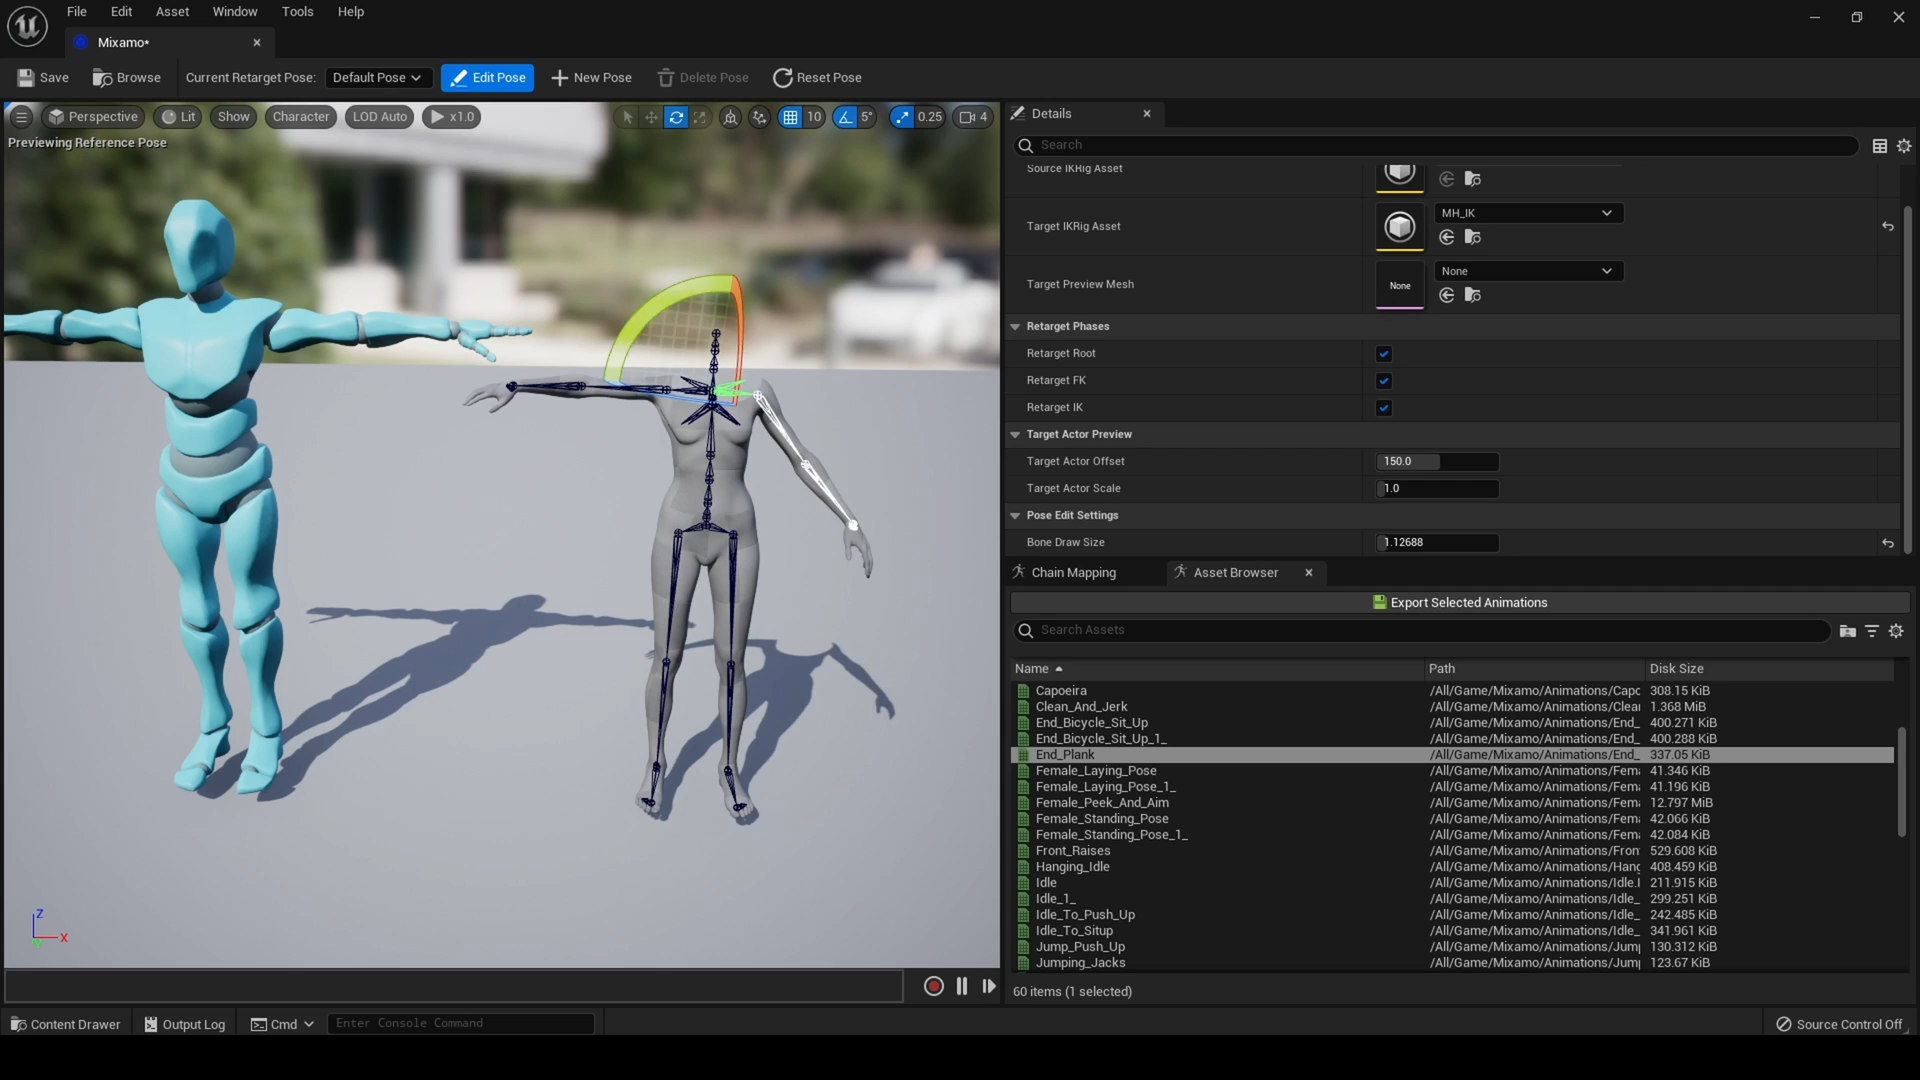 File Edit Asset Window Tools Help
Mixamo*
Save Browse Current Retarget Pose: Default Pose Edit Pose New Pose Delete Pose Reset Pose
Perspective Lit Show Character LOD Auto x1.0 10 5° 0.25 4
Previewing Reference Pose
Z
X
Details
Search
Source IKRig Asset
Target IKRig Asset MH_IK
Target Preview Mesh None None
Retarget Phases
Retarget Root
Retarget FK
Retarget IK
Target Actor Preview
Target Actor Offset 150.0
Target Actor Scale 1.0
Pose Edit Settings
Bone Draw Size 1.12688
Chain Mapping Asset Browser
Export Selected Animations
Search Assets
Name Path Disk Size
Capoeira /All/Game/Mixamo/Animations/Capo 308.15 KiB
Clean_And_Jerk /All/Game/Mixamo/Animations/Clea 1.368 MiB
End_Bicycle_Sit_Up /All/Game/Mixamo/Animations/End_ 400.271 KiB
End_Bicycle_Sit_Up_1_ /All/Game/Mixamo/Animations/End_ 400.288 KiB
End_Plank /All/Game/Mixamo/Animations/End_ 337.05 KiB
Female_Laying_Pose /All/Game/Mixamo/Animations/Fem 41.346 KiB
Female_Laying_Pose_1_ /All/Game/Mixamo/Animations/Fem 41.196 KiB
Female_Peek_And_Aim /All/Game/Mixamo/Animations/Fem 12.797 MiB
Female_Standing_Pose /All/Game/Mixamo/Animations/Fem 42.066 KiB
Female_Standing_Pose_1_ /All/Game/Mixamo/Animations/Fem 42.084 KiB
Front_Raises /All/Game/Mixamo/Animations/Fron 529.608 KiB
Hanging_Idle /All/Game/Mixamo/Animations/Hang 408.459 KiB
Idle /All/Game/Mixamo/Animations/Idle.I 211.915 KiB
Idle_1_ /All/Game/Mixamo/Animations/Idle_ 299.251 KiB
Idle_To_Push_Up /All/Game/Mixamo/Animations/Idle_ 242.485 KiB
Idle_To_Situp /All/Game/Mixamo/Animations/Idle_ 341.961 KiB
Jump_Push_Up /All/Game/Mixamo/Animations/Jump 130.312 KiB
Jumping_Jacks /All/Game/Mixamo/Animations/Jump 123.67 KiB
60 items (1 selected)
Content Drawer Output Log Cmd Enter Console Command Source Control Off